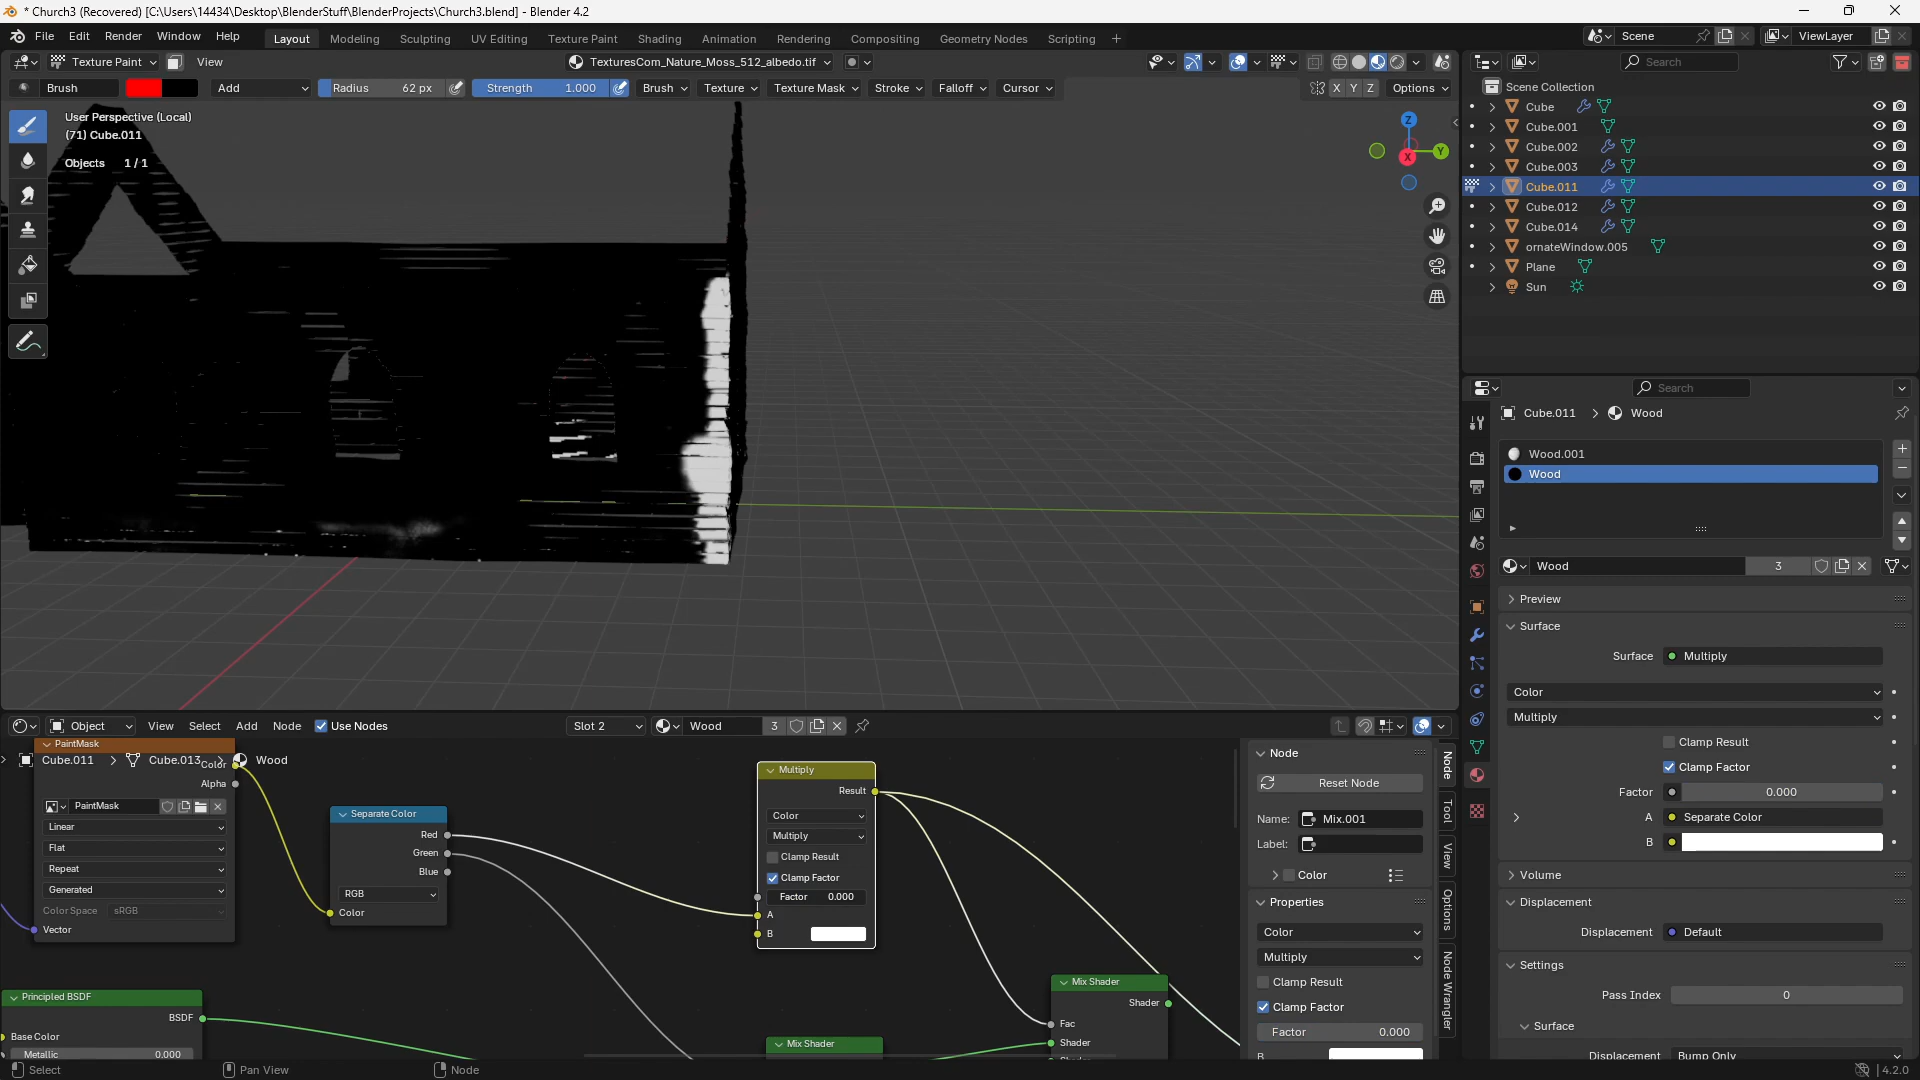 * Church3 (Recovered) [C:\Users\14434\Desktop\BlenderStuff\BlenderProjects\Church3.blend] - Blender 4.2
File Edit Render Window Help Layout Modeling Sculpting UV Editing Texture Paint Shading Animation Rendering Compositing Geometry Nodes Scripting + Scene ViewLayer
Texture Paint View TexturesCom_Nature_Moss_512_albedo.tif Search
Brush Add Radius 62 px Strength 1.000 Brush Texture Texture Mask Stroke Falloff Cursor X Y Z Options
User Perspective (Local)
(71) Cube.011
Objects 1 / 1
Z
Y
X
Scene Collection
Cube
Cube.001
Cube.002
Cube.003
Cube.011
Cube.012
Cube.014
ornateWindow.005
Plane
Sun
Search
Cube.011 > Wood
Wood.001
Wood
Wood 3
Preview
Surface
Surface Multiply
Color
Multiply
Clamp Result
Clamp Factor
Factor 0.000
A Separate Color
B
Volume
Displacement
Displacement Default
Settings
Pass Index 0
Surface
Displacement Bump Only
Object View Select Add Node Use Nodes Slot 2 Wood 3
PaintMask
Cube.011 > Cube.013 > Wood
Color
Alpha
PaintMask
Linear
Flat
Repeat
Generated
Color Space sRGB
Vector
Separate Color
Red
Green
Blue
RGB
Color
Multiply
Result
Color
Multiply
Clamp Result
Clamp Factor
Factor 0.000
A
B
Principled BSDF
BSDF
Base Color
Metallic 0.000
Mix Shader
Mix Shader
Shader
Fac
Shader
Node
Reset Node
Name: Mix.001
Label:
Color
Properties
Color
Multiply
Clamp Result
Clamp Factor
Factor 0.000
B
Node
Tool
View
Options
Node Wrangler
Select Pan View Node 4.2.0